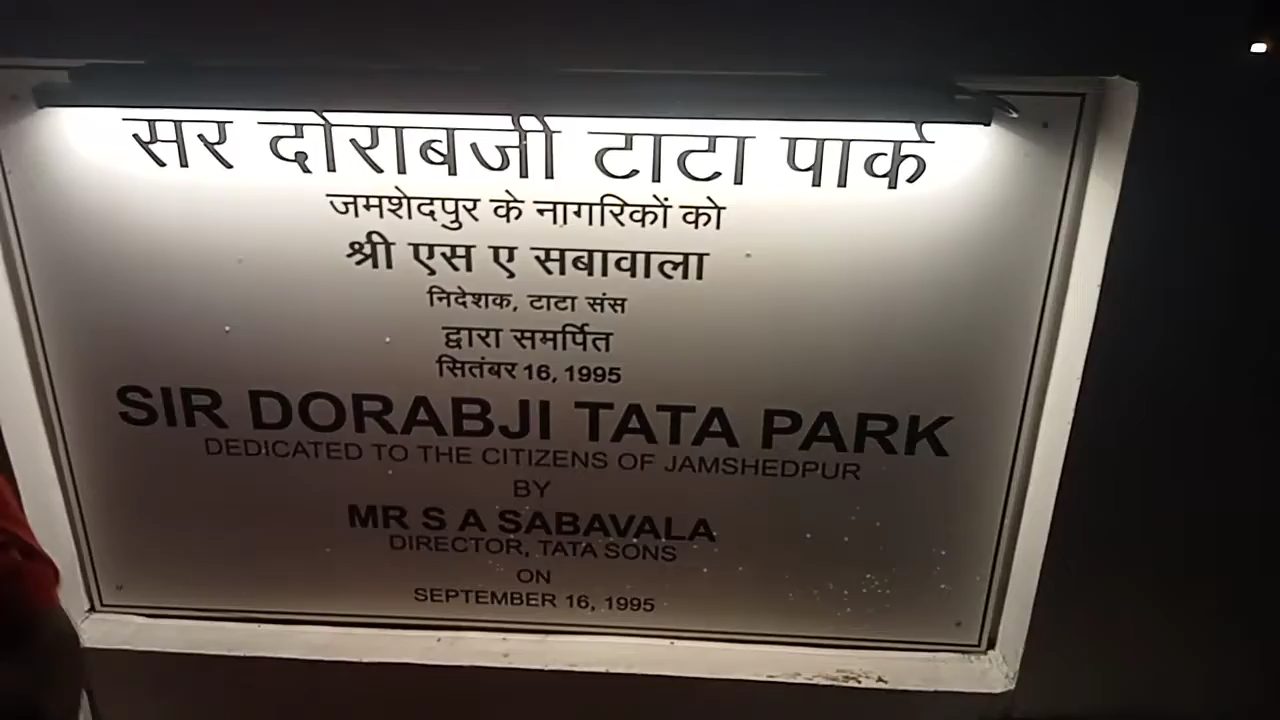 सर दोराबजी टाटा पार्क
जमशेदपुर के नागरिकों को
श्री एस ए सबावाला
निदेशक, टाटा संस
द्वारा समर्पित
सितंबर 16, 1995
SIR DORABJI TATA PARK
DEDICATED TO THE CITIZENS OF JAMSHEDPUR
BY
MR S A SABAVALA
DIRECTOR, TATA SONS
ON
SEPTEMBER 16, 1995